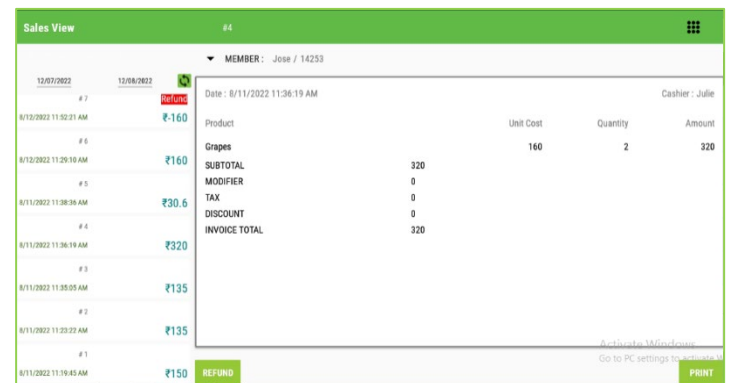 Sales View
#4
MEMBER : Jose / 14253
12/07/2022 12/08/2022
#7 Refund
8/12/2022 11:52:21 AM ₹-160
#6
8/12/2022 11:29:10 AM ₹160
#5
8/11/2022 11:38:36 AM ₹30.6
#4
8/11/2022 11:36:19 AM ₹320
#3
8/11/2022 11:35:05 AM ₹135
#2
8/11/2022 11:23:22 AM ₹135
#1
8/11/2022 11:19:45 AM ₹150
Date : 8/11/2022 11:36:19 AM Cashier : Julie
Product Unit Cost Quantity Amount
Grapes 160 2 320
SUBTOTAL 320
MODIFIER 0
TAX 0
DISCOUNT 0
INVOICE TOTAL 320
Activate Windows
Go to PC settings to activate W
REFUND PRINT